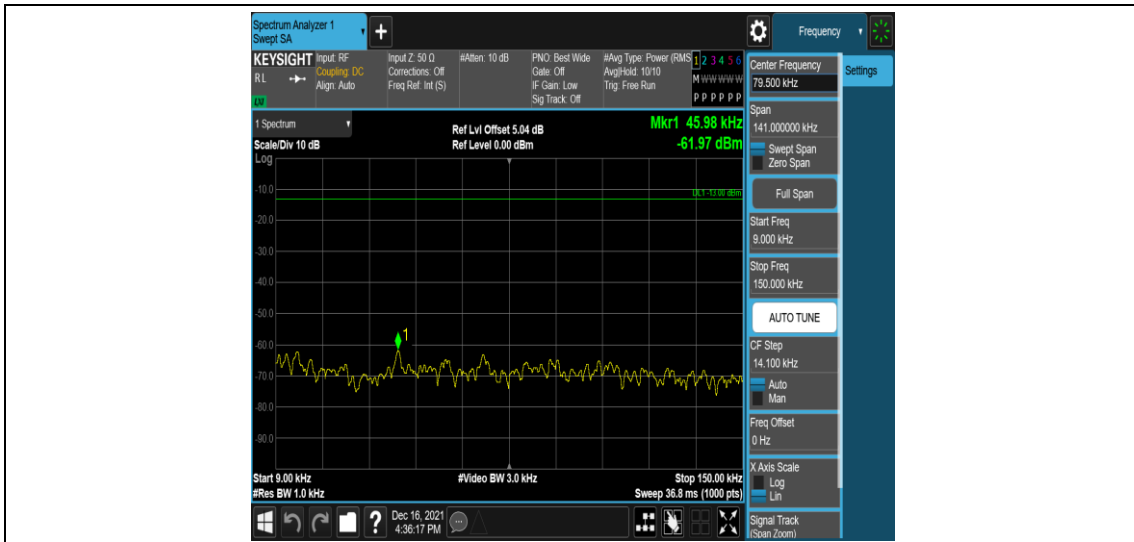 Spectrum Analyzer 1
Swept SA
+
Frequency
KEYSIGHT
RL
LXI
Input: RF
Coupling: DC
Align: Auto
Input Z: 50 Ω
Corrections: Off
Freq Ref: Int (S)
#Atten: 10 dB
PNO: Best Wide
Gate: Off
IF Gain: Low
Sig Track: Off
#Avg Type: Power (RMS
Avg|Hold: 10/10
Trig: Free Run
1 2 3 4 5 6
M W W W W W
P P P P P P
1 Spectrum
Scale/Div 10 dB
Log
Ref Lvl Offset 5.04 dB
Ref Level 0.00 dBm
Mkr1 45.98 kHz
-61.97 dBm
DL1 -13.00 dBm
-10.0
-20.0
-30.0
-40.0
-50.0
-60.0
-70.0
-80.0
-90.0
1
Start 9.00 kHz
#Res BW 1.0 kHz
#Video BW 3.0 kHz
Stop 150.00 kHz
Sweep 36.8 ms (1000 pts)
Center Frequency
79.500 kHz
Settings
Span
141.000000 kHz
Swept Span
Zero Span
Full Span
Start Freq
9.000 kHz
Stop Freq
150.000 kHz
AUTO TUNE
CF Step
14.100 kHz
Auto
Man
Freq Offset
0 Hz
X Axis Scale
Log
Lin
Signal Track
(Span Zoom)
?
Dec 16, 2021
4:36:17 PM